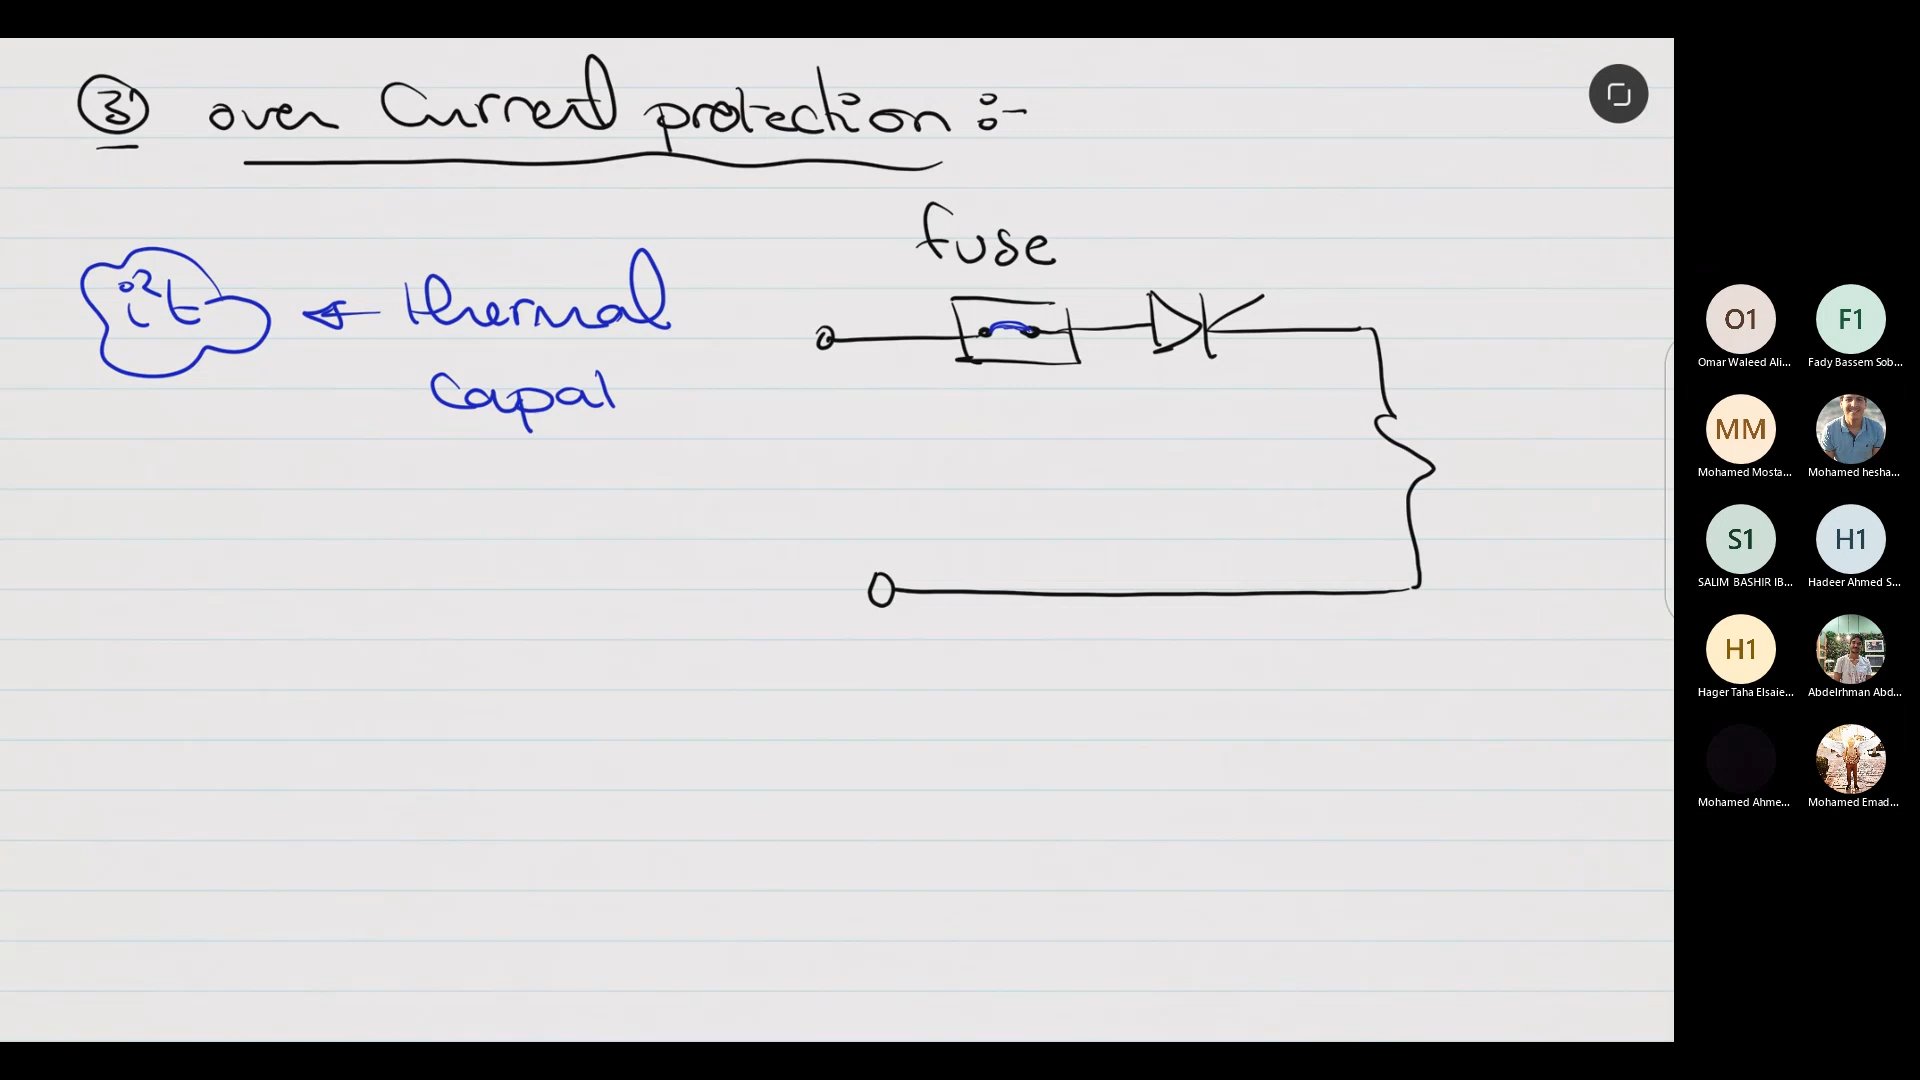 ③ over Current protection :-
fuse
i²t ← thermal
Capal
O1
F1
Omar Waleed Ali...
Fady Bassem Sob...
MM
Mohamed Mosta...
Mohamed hesha...
S1
H1
SALIM BASHIR IB...
Hadeer Ahmed S...
H1
Hager Taha Elsaie...
Abdelrhman Abd...
Mohamed Ahme...
Mohamed Emad...